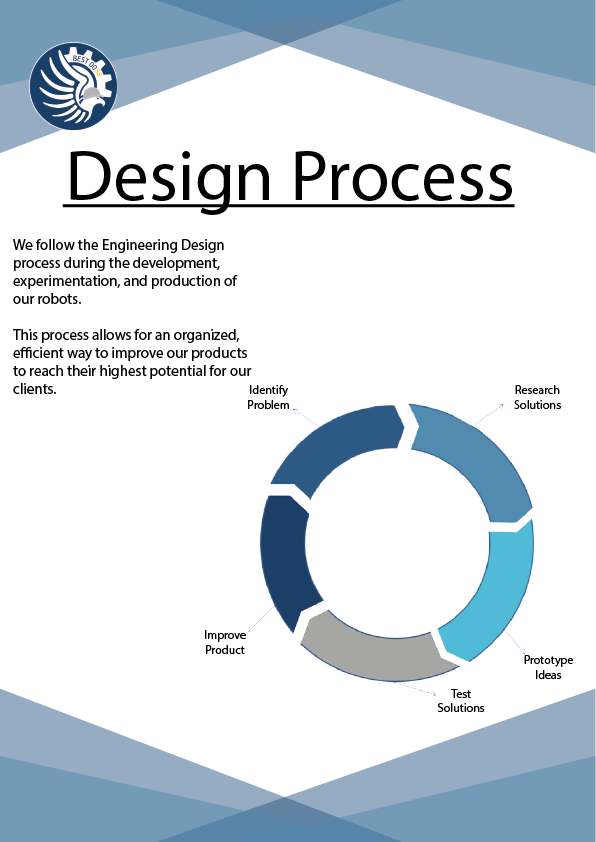 BEST
Design Process
We follow the Engineering Design
process during the development,
experimentation, and production of
our robots.
This process allows for an organized,
efficient way to improve our products
to reach their highest potential for our
clients.
Identify
Problem
Research
Solutions
Improve
Product
Prototype
Ideas
Test
Solutions